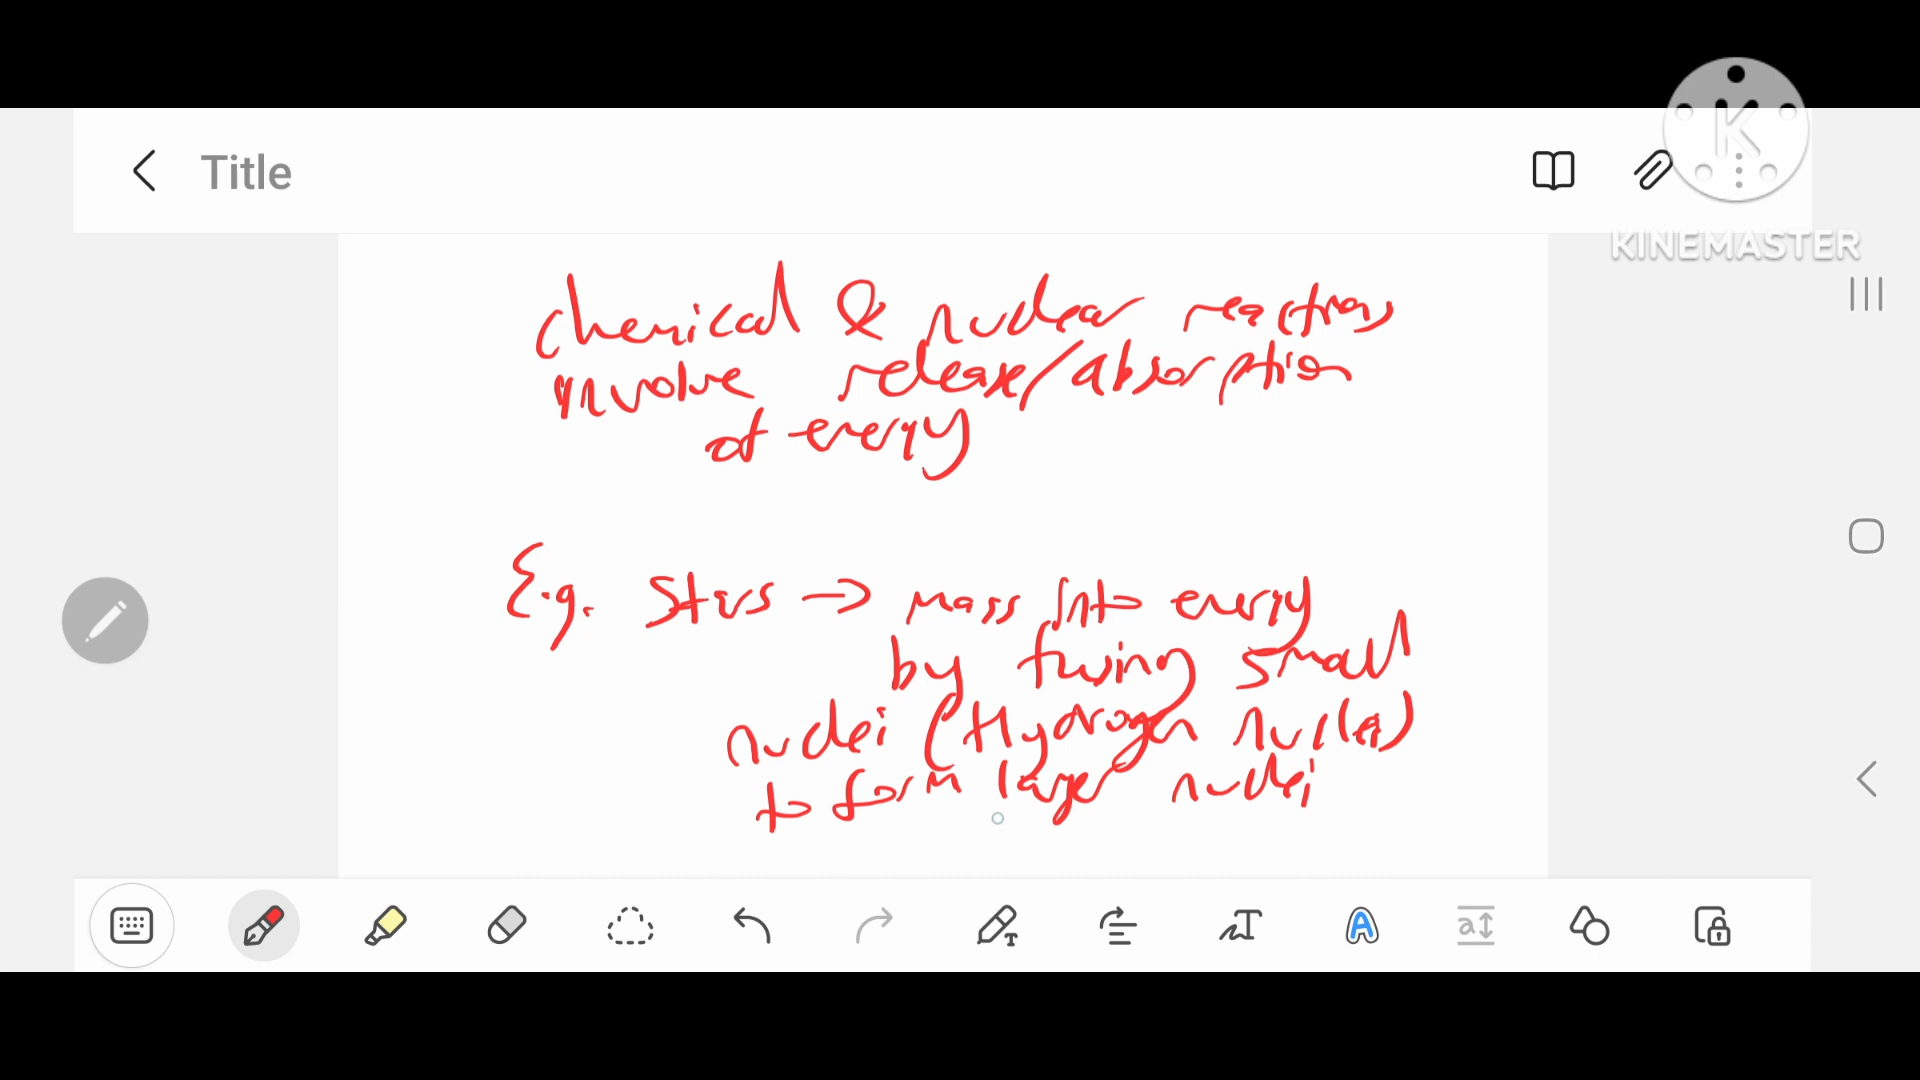 Title
KINEMASTER
chemical & nuclear reactions
involve release/absorption
of energy
E.g. Stars → mass into energy
by fusing small
nuclei (Hydrogen nuclei)
to form larger nuclei